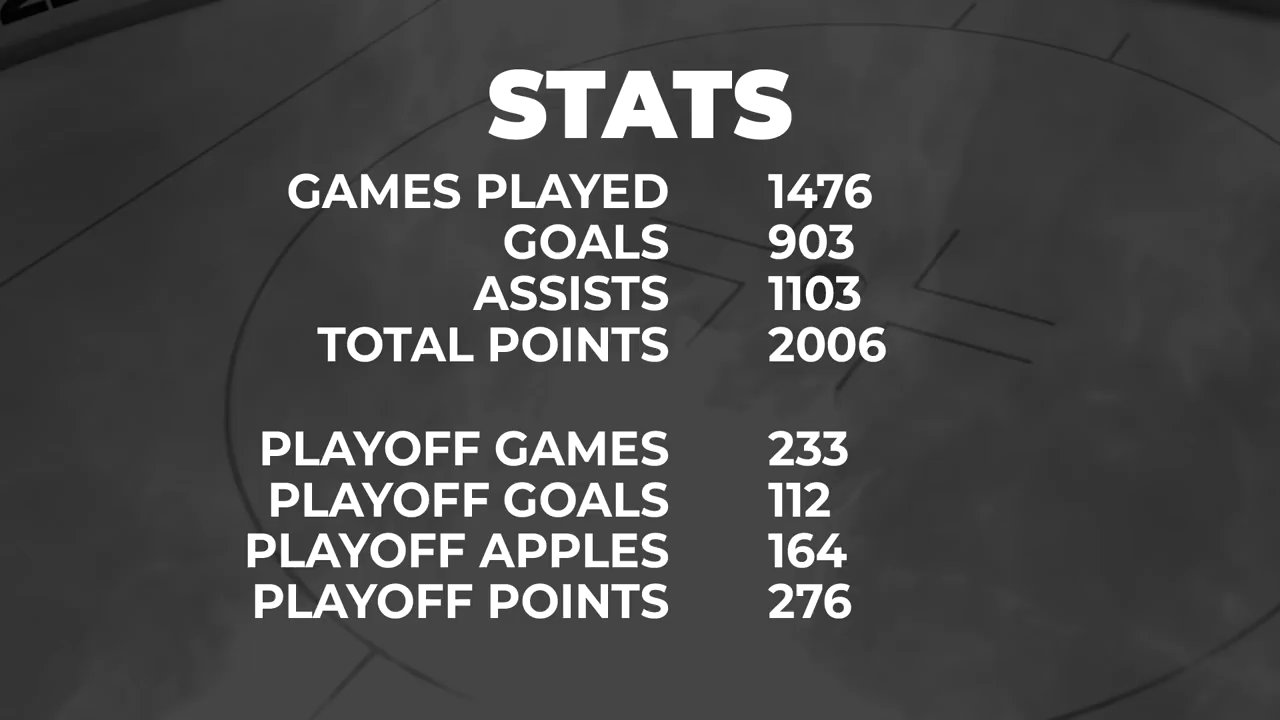 STATS
GAMES PLAYED 1476
GOALS 903
ASSISTS 1103
TOTAL POINTS 2006
PLAYOFF GAMES 233
PLAYOFF GOALS 112
PLAYOFF APPLES 164
PLAYOFF POINTS 276